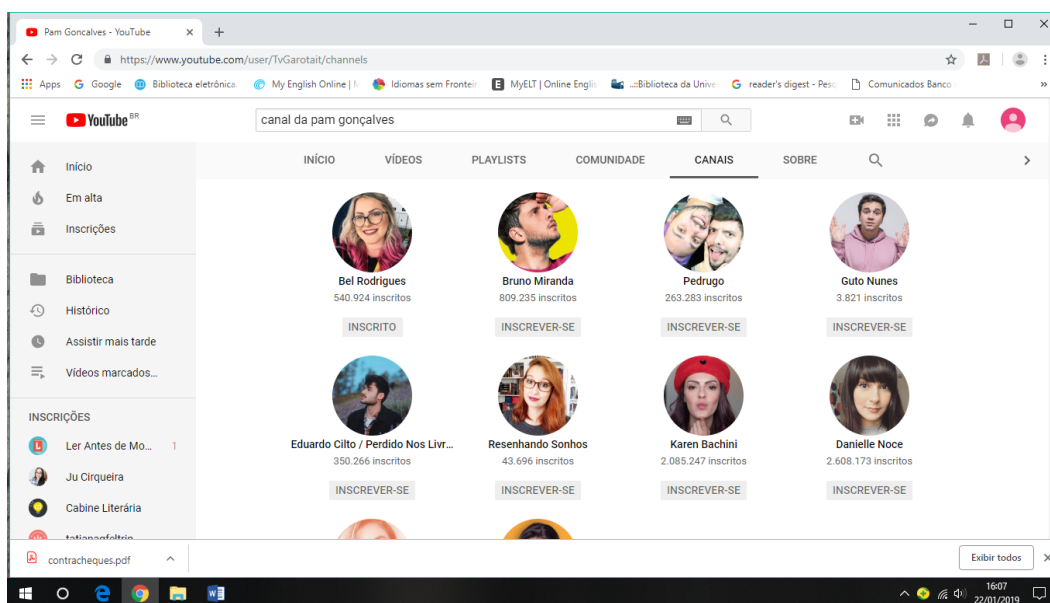 Pam Goncalves - YouTube
https://www.youtube.com/user/TvGarotait/channels
Apps Google Biblioteca eletrônica. My English Online | Idiomas sem Frontei MyELT | Online Englis ...::Biblioteca da Unive reader's digest - Pesq Comunicados Banco »
YouTube BR
canal da pam gonçalves
INÍCIO VÍDEOS PLAYLISTS COMUNIDADE CANAIS SOBRE
Início
Em alta
Inscrições
Biblioteca
Histórico
Assistir mais tarde
Vídeos marcados...
INSCRIÇÕES
Ler Antes de Mo... 1
Ju Cirqueira
Cabine Literária
tatianagfeltrin
Bel Rodrigues Bruno Miranda Pedrugo Guto Nunes
540.924 inscritos 809.235 inscritos 263.283 inscritos 3.821 inscritos
INSCRITO INSCREVER-SE INSCREVER-SE INSCREVER-SE
Eduardo Cilto / Perdido Nos Livr... Resenhando Sonhos Karen Bachini Danielle Noce
350.266 inscritos 43.696 inscritos 2.085.247 inscritos 2.608.173 inscritos
INSCREVER-SE INSCREVER-SE INSCREVER-SE INSCREVER-SE
contracheques.pdf Exibir todos
16:07
22/01/2019